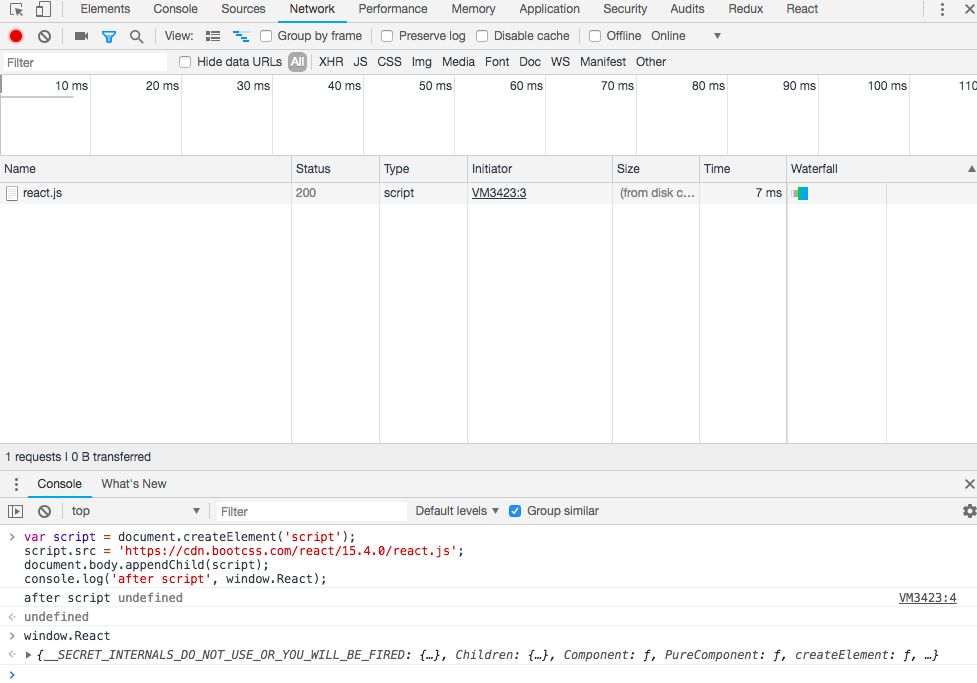 Elements Console Sources Network Performance Memory Application Security Audits Redux React
View: Group by frame Preserve log Disable cache Offline Online
Filter Hide data URLs All XHR JS CSS Img Media Font Doc WS Manifest Other
10 ms 20 ms 30 ms 40 ms 50 ms 60 ms 70 ms 80 ms 90 ms 100 ms 110
Name Status Type Initiator Size Time Waterfall
react.js 200 script VM3423:3 (from disk c… 7 ms
1 requests | 0 B transferred
Console What's New
top Filter Default levels Group similar
var script = document.createElement('script');
script.src = 'https://cdn.bootcss.com/react/15.4.0/react.js';
document.body.appendChild(script);
console.log('after script', window.React);
after script undefined VM3423:4
undefined
window.React
{__SECRET_INTERNALS_DO_NOT_USE_OR_YOU_WILL_BE_FIRED: {…}, Children: {…}, Component: ƒ, PureComponent: ƒ, createElement: ƒ, …}